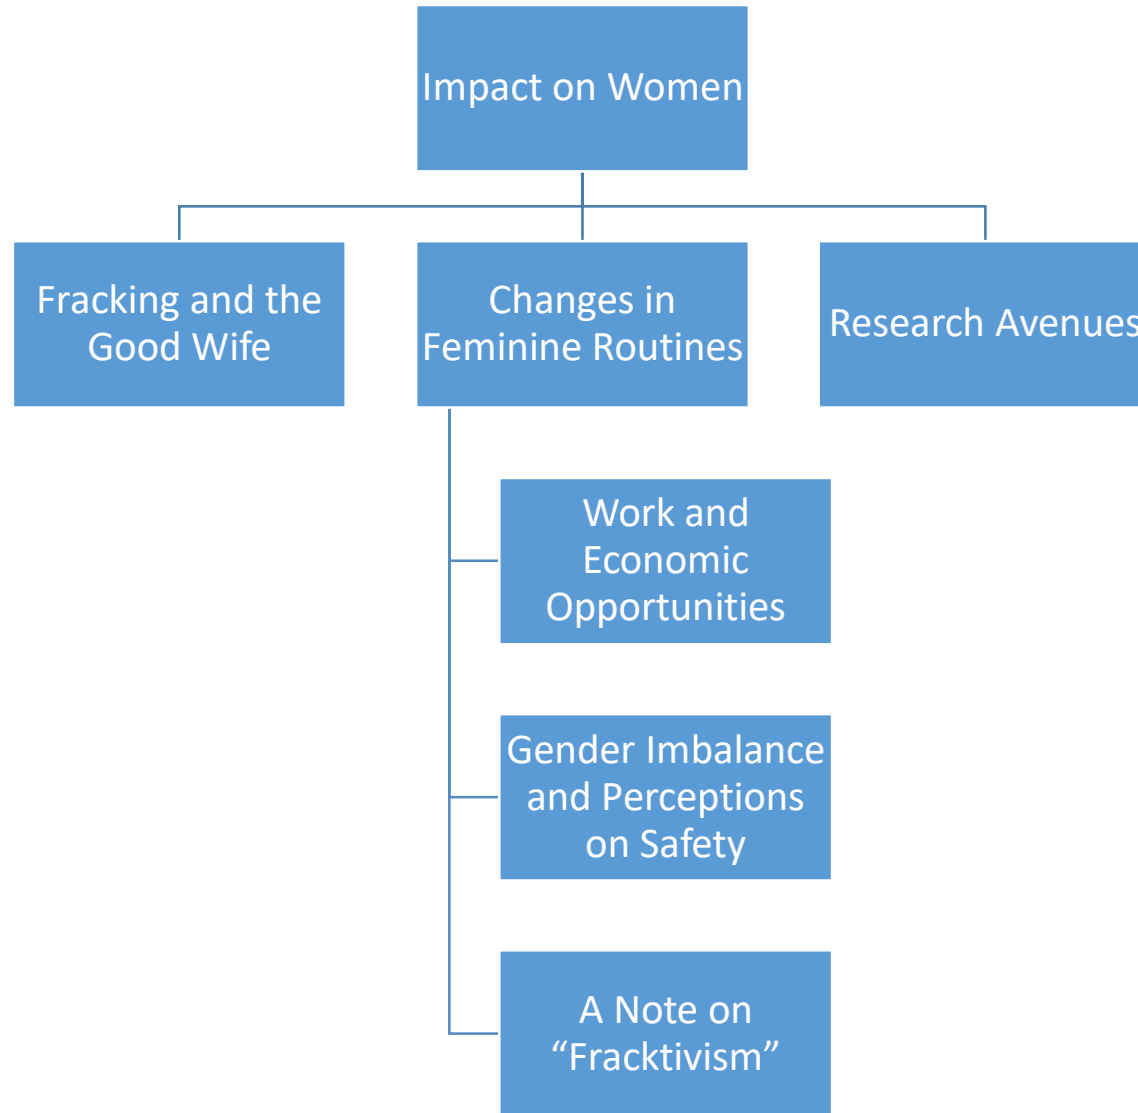 Impact on Women
Fracking and the
Good Wife
Changes in
Feminine Routines
Research Avenues
Work and
Economic
Opportunities
Gender Imbalance
and Perceptions
on Safety
A Note on
“Fracktivism”